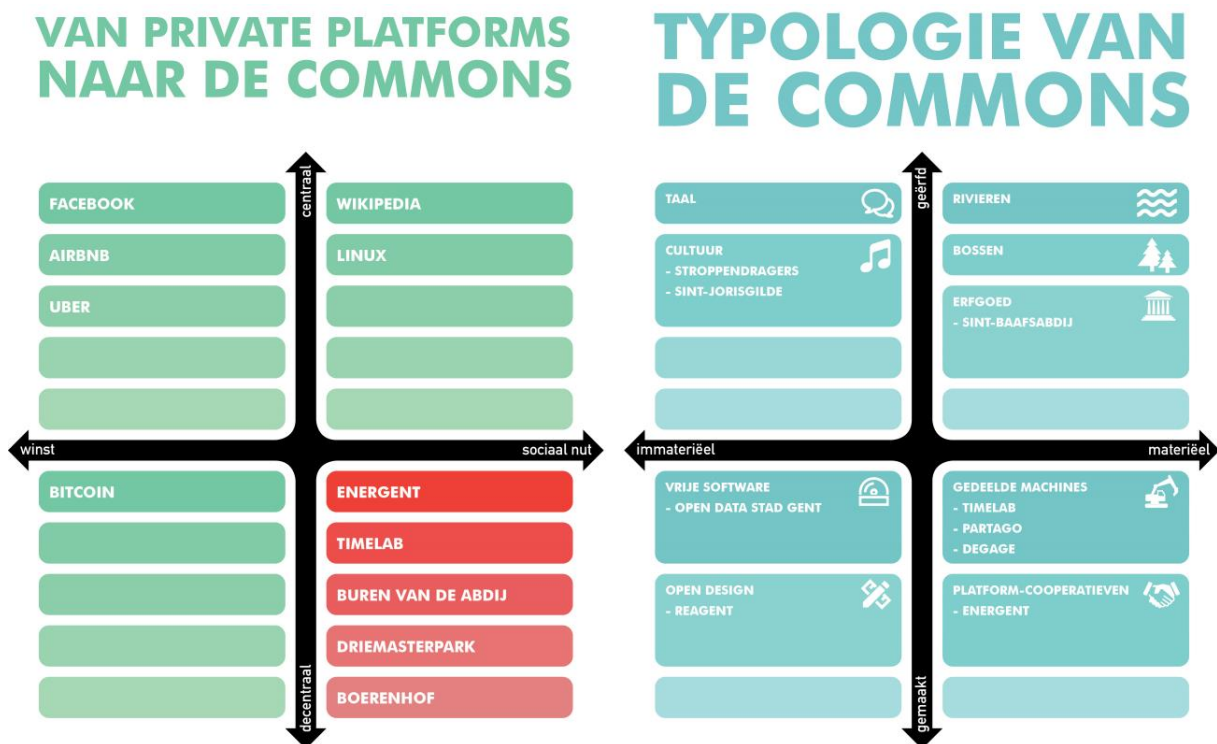 VAN PRIVATE PLATFORMS
NAAR DE COMMONS
centraal
FACEBOOK
AIRBNB
UBER
WIKIPEDIA
LINUX
winst
sociaal nut
BITCOIN
ENERGENT
TIMELAB
BUREN VAN DE ABDIJ
DRIEMASTERPARK
BOERENHOF
decentraal
TYPOLOGIE VAN
DE COMMONS
geërfd
TAAL
CULTUUR
- STROPPENDRAGERS
- SINT-JORISGILDE
RIVIEREN
BOSSEN
ERFGOED
- SINT-BAAFSABDIJ
immateriëel
materiëel
VRIJE SOFTWARE
- OPEN DATA STAD GENT
OPEN DESIGN
- REAGENT
GEDEELDE MACHINES
- TIMELAB
- PARTAGO
- DEGAGE
PLATFORM-COOPERATIEVEN
- ENERGENT
gemaakt